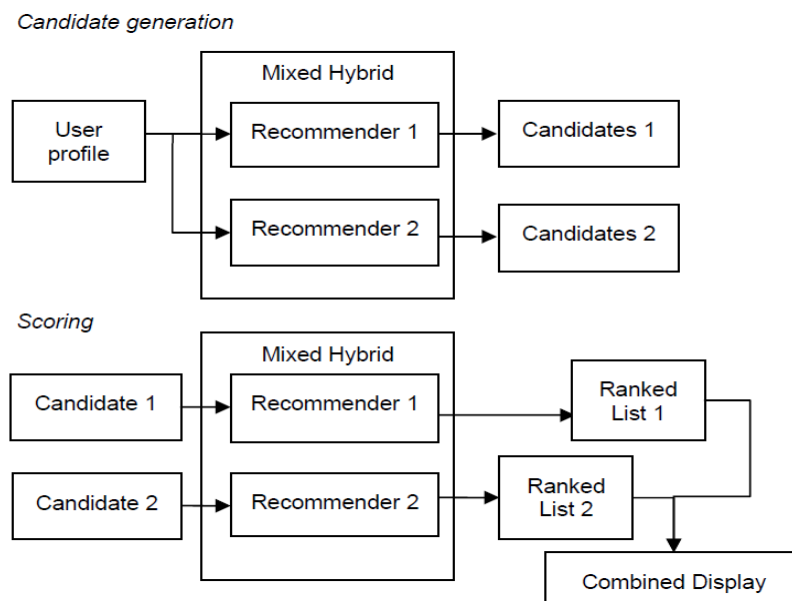 Candidate generation
Mixed Hybrid
User
profile
Recommender 1
Candidates 1
Recommender 2
Candidates 2
Scoring
Mixed Hybrid
Candidate 1
Recommender 1
Ranked
List 1
Candidate 2
Recommender 2
Ranked
List 2
Combined Display